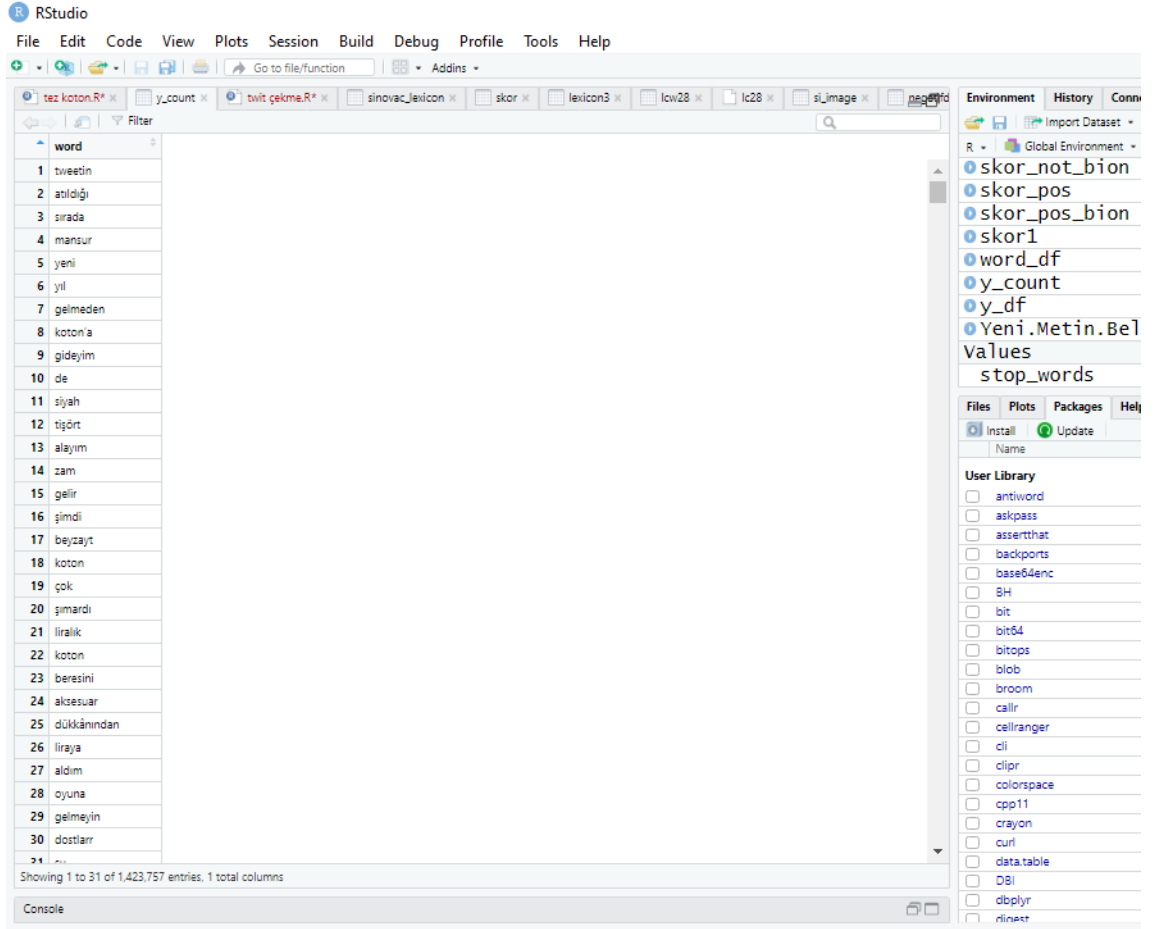 RStudio
File Edit Code View Plots Session Build Debug Profile Tools Help
Go to file/function Addins
tez koton.R* y_count twit çekme.R* sinovac_lexicon skor lexicon3 lcw28 lc28 si_image
Filter
word
1 tweetin
2 atıldığı
3 sırada
4 mansur
5 yeni
6 yıl
7 gelmeden
8 koton'a
9 gideyim
10 de
11 siyah
12 tişört
13 alayım
14 zam
15 gelir
16 şimdi
17 beyzayt
18 koton
19 çok
20 şımardı
21 liralık
22 koton
23 beresini
24 aksesuar
25 dükkânından
26 liraya
27 aldım
28 oyuna
29 gelmeyin
30 dostlarr
31
Showing 1 to 31 of 1,423,757 entries, 1 total columns
Console
Environment History Conne
Import Dataset
R Global Environment
skor_not_bion
skor_pos
skor_pos_bion
skor1
word_df
y_count
y_df
Yeni.Metin.Bel
Values
stop_words
Files Plots Packages Help
Install Update
Name
User Library
antiword
askpass
assertthat
backports
base64enc
BH
bit
bit64
bitops
blob
broom
callr
cellranger
cli
clipr
colorspace
cpp11
crayon
curl
data.table
DBI
dbplyr
digest